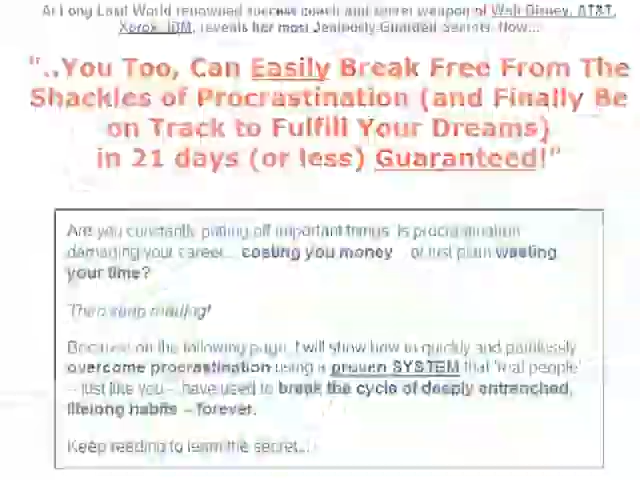 At Long Last! World renowned success coach and secret weapon of Walt Disney, AT&T,
Xerox, IBM, reveals her most Jealously Guarded Secrets. Now...
"..You Too, Can Easily Break Free From The
Shackles of Procrastination (and Finally Be
on Track to Fulfill Your Dreams)
in 21 days (or less) Guaranteed!"
Are you constantly putting off important things. Is procrastination
damaging your career... costing you money... or just plain wasting
your time?
Then keep reading!
Because on the following page, I will show how to quickly and painlessly
overcome procrastination using a proven SYSTEM that 'real people'
– just like you – have used to break the cycle of deeply entrenched,
lifelong habits – forever.
Keep reading to learn the secret...